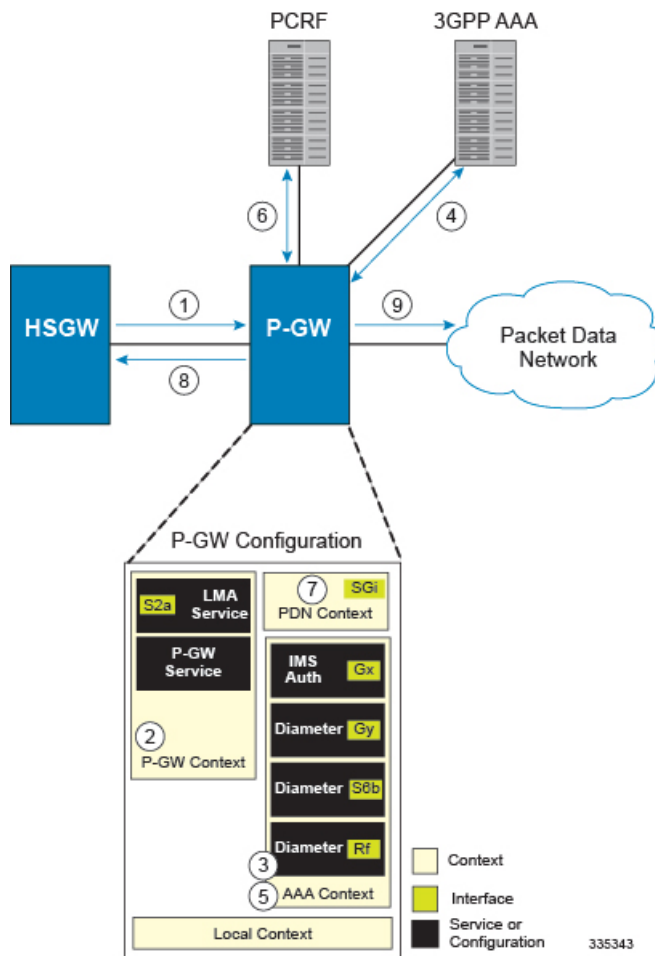 PCRF
3GPP AAA
6
4
HSGW
1
P-GW
9
Packet Data
Network
8
P-GW Configuration
S2a
LMA
Service
7
SGi
PDN Context
P-GW
Service
IMS
Auth
Gx
Diameter
Gy
2
P-GW Context
Diameter
S6b
Diameter
Rf
3
5
AAA Context
Local Context
Context
Interface
Service or
Configuration
335343